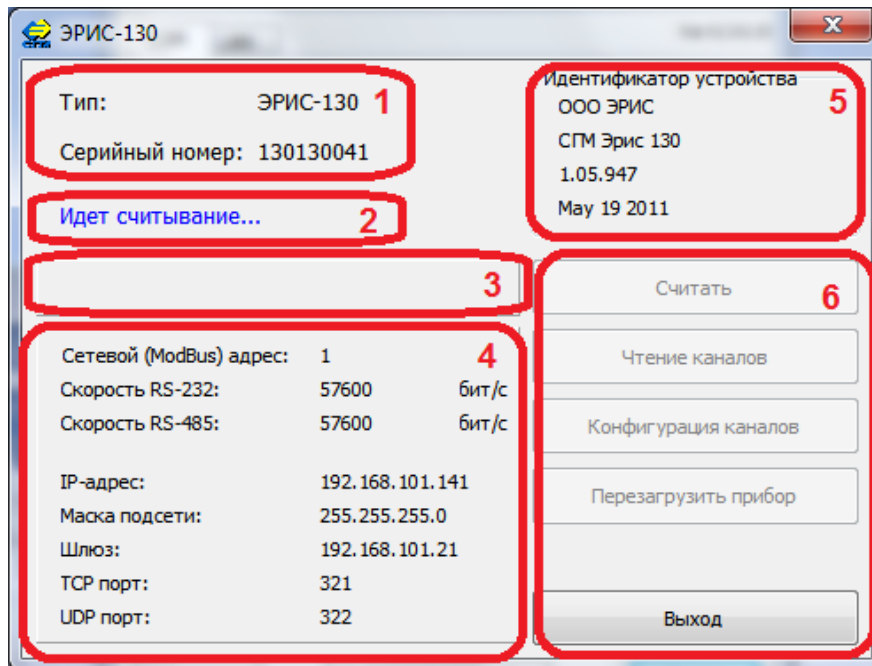 ЭРИС-130
Тип: ЭРИС-130 1
Серийный номер: 130130041
Идет считывание... 2
3
Сетевой (ModBus) адрес: 1 4
Скорость RS-232: 57600 бит/с
Скорость RS-485: 57600 бит/с
IP-адрес: 192.168.101.141
Маска подсети: 255.255.255.0
Шлюз: 192.168.101.21
TCP порт: 321
UDP порт: 322
Идентификатор устройства
ООО ЭРИС 5
СГМ Эрис 130
1.05.947
May 19 2011
Считать 6
Чтение каналов
Конфигурация каналов
Перезагрузить прибор
Выход